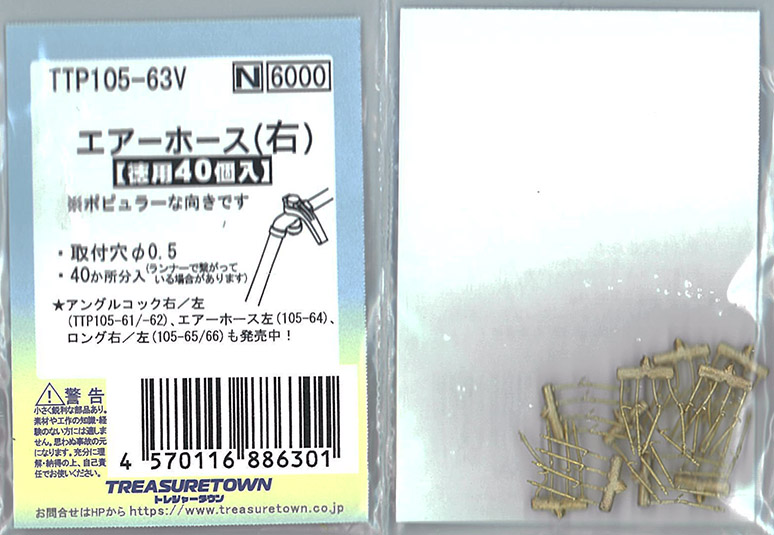 TTP105-63V N 6000
エアーホース(右)
【徳用40個入】
※ポピュラーな向きです
・取付穴φ0.5
・40か所分入(ランナーで繋がって
いる場合があります)
★アングルコック右/左
(TTP105-61/-62)、エアーホース左(105-64)、
ロング右/左(105-65/66)も発売中!
警告
小さく鋭利な部品あり。
素材や工作の知識・経
験のない方には適しま
せん。思わぬ事故の元
になります。充分に理
解・納得の上、自己責
任でお使いください。
4 570116 886301
TREASURETOWN
トレジャータウン
お問合せはHPから https://www.treasuretown.co.jp